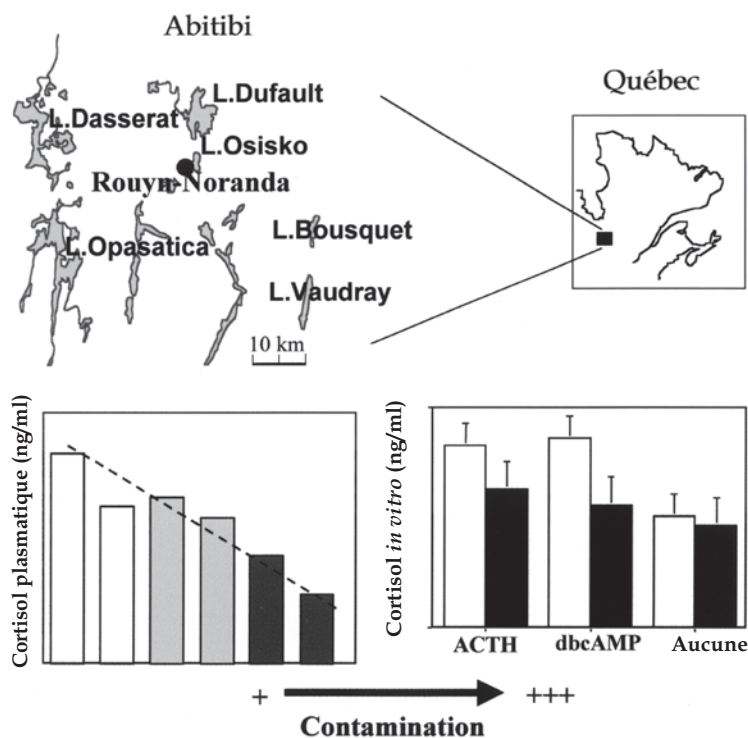 Abitibi
Québec
L.Dufault
L.Dasserat
L.Osisko
Rouyn-Noranda
L.Opasatica
L.Bousquet
L.Vaudray
10 km
Cortisol plasmatique (ng/ml)
Cortisol in vitro (ng/ml)
ACTH dbcAMP Aucune
+ +++
Contamination